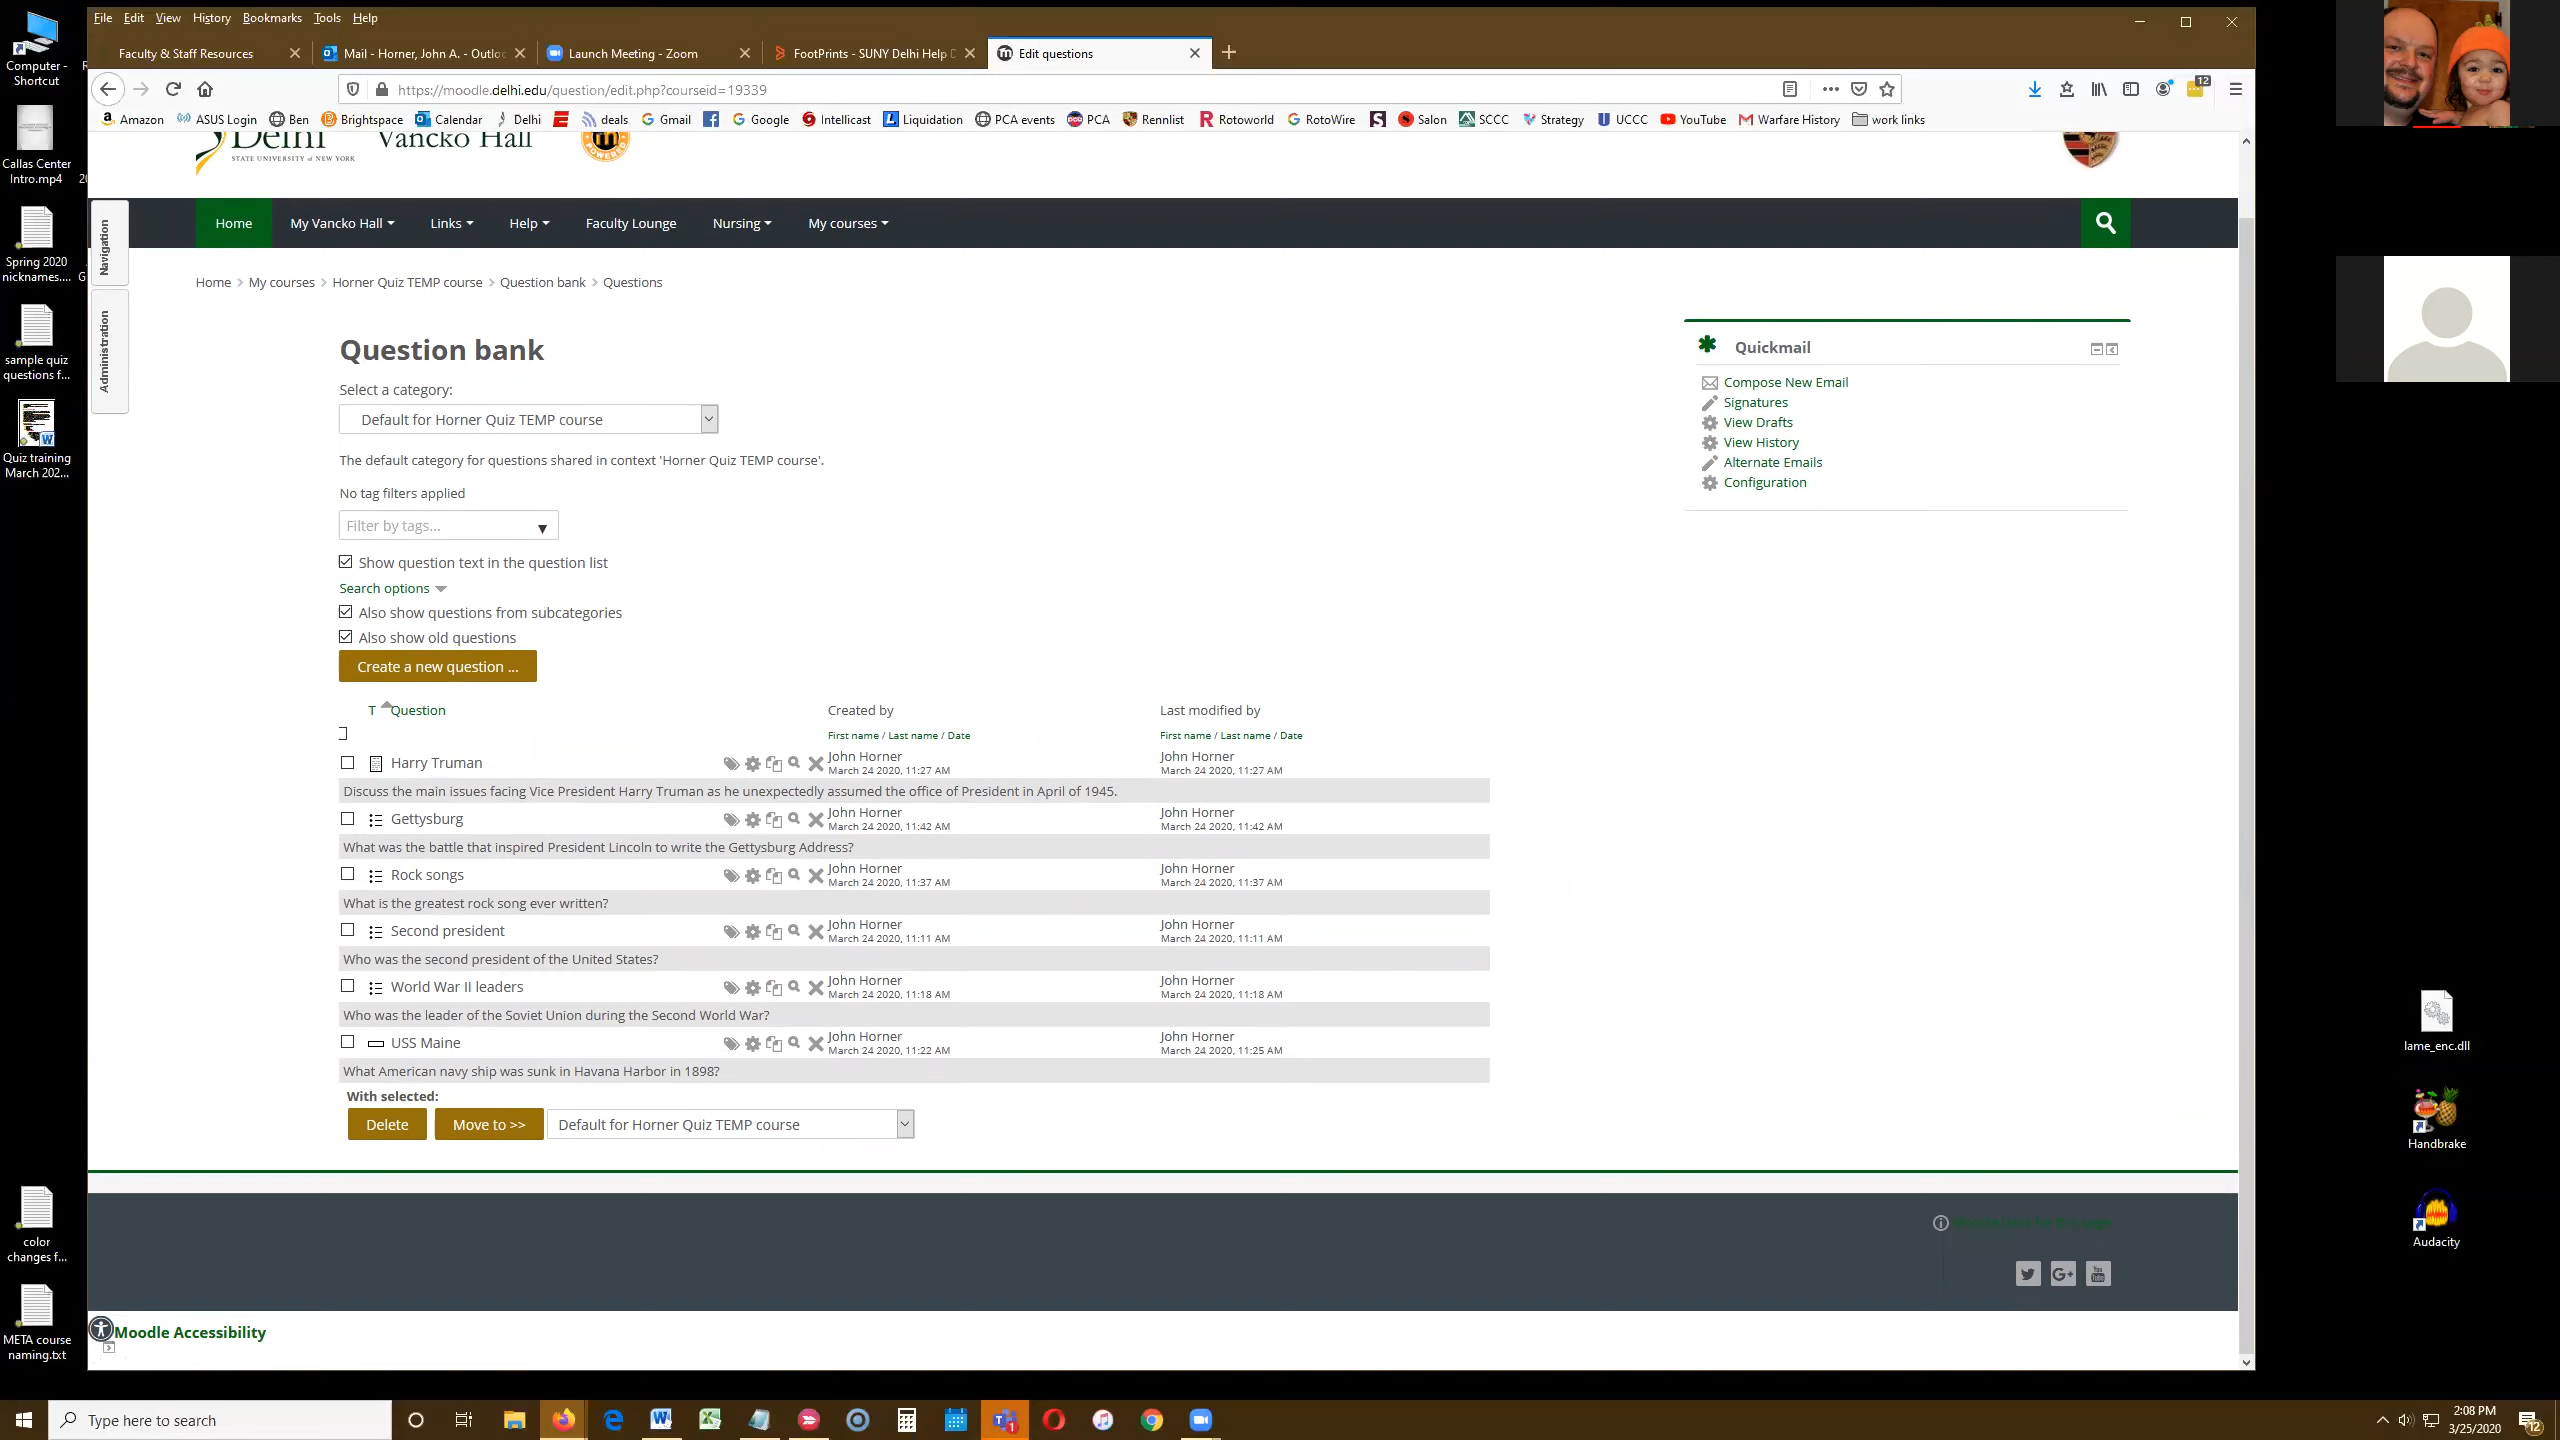 File Edit View History Bookmarks Tools Help
Faculty & Staff Resources
Mail - Horner, John A. - Outlo
Launch Meeting - Zoom
FootPrints - SUNY Delhi Help D
Edit questions
https://moodle.delhi.edu/question/edit.php?courseid=19339
12
Amazon ASUS Login Ben Brightspace Calendar Delhi deals Gmail Google Intellicast Liquidation PCA events PCA Rennlist Rotoworld RotoWire Salon SCCC Strategy UCCC YouTube Warfare History work links
Delhi
STATE UNIVERSITY of NEW YORK
Vancko Hall
POWERED
Home My Vancko Hall Links Help Faculty Lounge Nursing My courses
Navigation
Administration
Home My courses Horner Quiz TEMP course Question bank Questions
Question bank
Select a category:
Default for Horner Quiz TEMP course
The default category for questions shared in context 'Horner Quiz TEMP course'.
No tag filters applied
Filter by tags...
Show question text in the question list
Search options
Also show questions from subcategories
Also show old questions
Create a new question ...
T Question Created by Last modified by
First name / Last name / Date First name / Last name / Date
Harry Truman John Horner John Horner
March 24 2020, 11:27 AM March 24 2020, 11:27 AM
Discuss the main issues facing Vice President Harry Truman as he unexpectedly assumed the office of President in April of 1945.
Gettysburg John Horner John Horner
March 24 2020, 11:42 AM March 24 2020, 11:42 AM
What was the battle that inspired President Lincoln to write the Gettysburg Address?
Rock songs John Horner John Horner
March 24 2020, 11:37 AM March 24 2020, 11:37 AM
What is the greatest rock song ever written?
Second president John Horner John Horner
March 24 2020, 11:11 AM March 24 2020, 11:11 AM
Who was the second president of the United States?
World War II leaders John Horner John Horner
March 24 2020, 11:18 AM March 24 2020, 11:18 AM
Who was the leader of the Soviet Union during the Second World War?
USS Maine John Horner John Horner
March 24 2020, 11:22 AM March 24 2020, 11:25 AM
What American navy ship was sunk in Havana Harbor in 1898?
With selected:
Delete Move to >> Default for Horner Quiz TEMP course
Quickmail
Compose New Email
Signatures
View Drafts
View History
Alternate Emails
Configuration
Moodle Accessibility
Computer -
Shortcut
Callas Center
Intro.mp4
Spring 2020
nicknames....
sample quiz
questions f...
Quiz training
March 202...
color
changes f...
META course
naming.txt
lame_enc.dll
Handbrake
Audacity
Type here to search
2:08 PM
3/25/2020
12